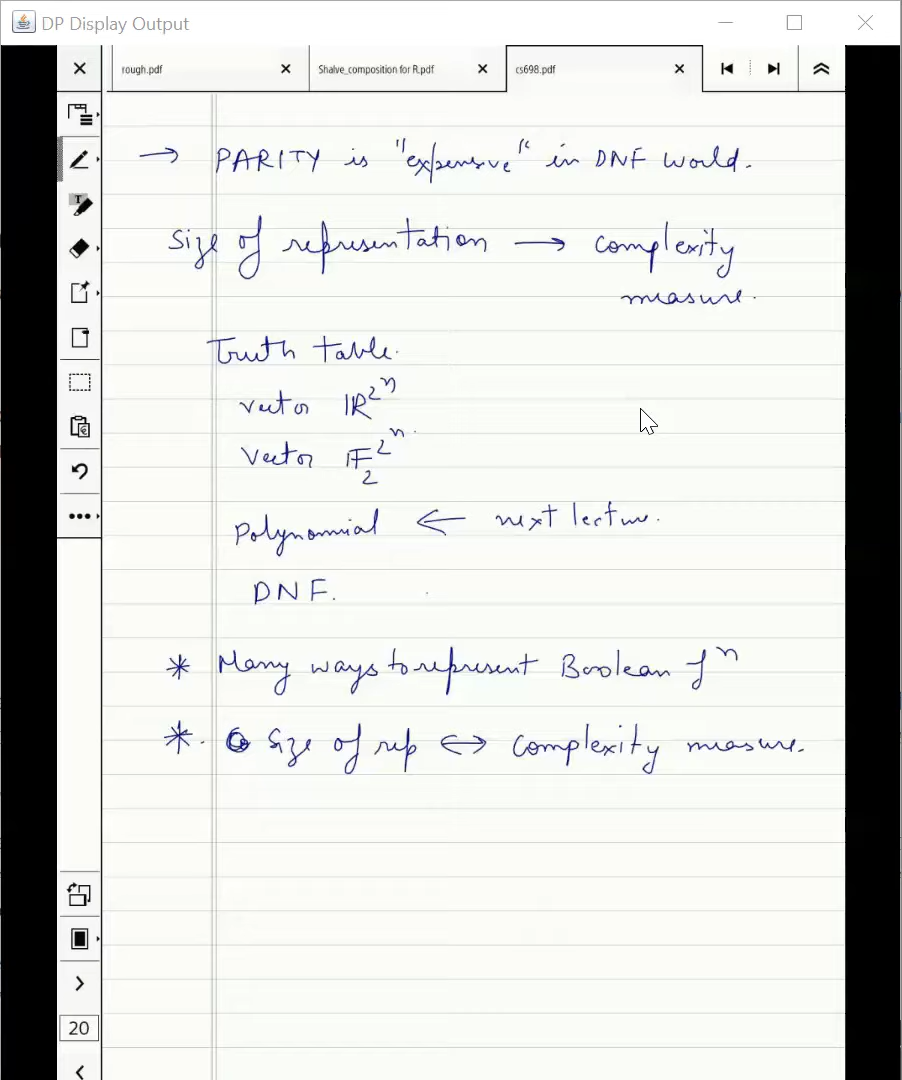 DP Display Output
rough.pdf
Shalve_composition for R.pdf
cs698.pdf
→ PARITY is "expensive" in DNF world.
Size of representation → complexity
measure.
Truth table.
vector ℝ^2^n
Vector 𝔽_2^2^n.
Polynomial ← next lecture.
DNF.
* Many ways to represent Boolean f^n
*. Size of rep ↔ complexity measure.
20